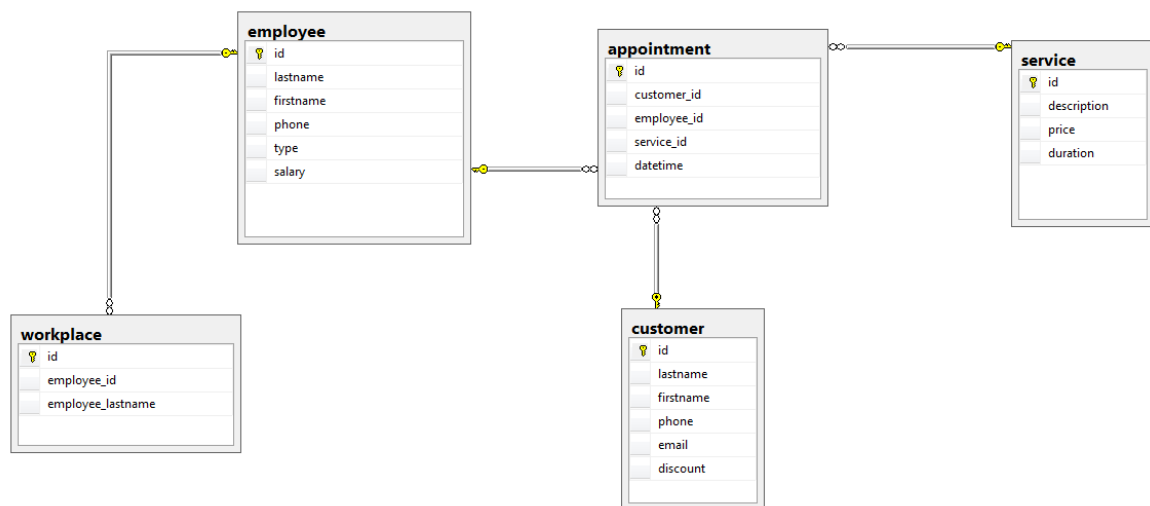 employee
id
lastname
firstname
phone
type
salary
appointment
id
customer_id
employee_id
service_id
datetime
service
id
description
price
duration
workplace
id
employee_id
employee_lastname
customer
id
lastname
firstname
phone
email
discount